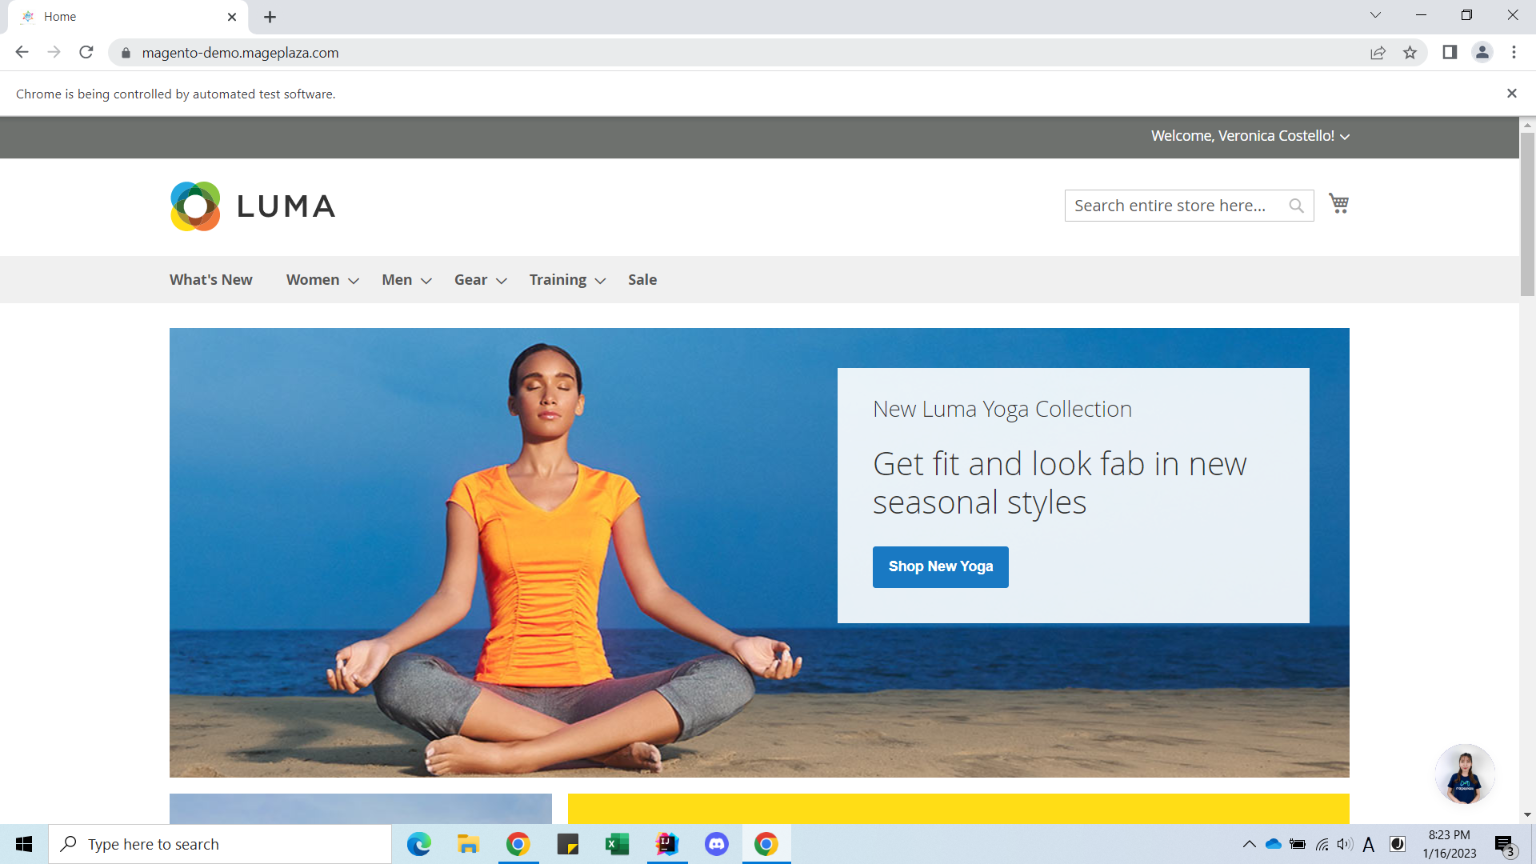 Home
magento-demo.mageplaza.com
Chrome is being controlled by automated test software.
Welcome, Veronica Costello!
LUMA
Search entire store here...
What's New
Women
Men
Gear
Training
Sale
New Luma Yoga Collection
Get fit and look fab in new
seasonal styles
Shop New Yoga
Type here to search
A
8:23 PM
1/16/2023
3